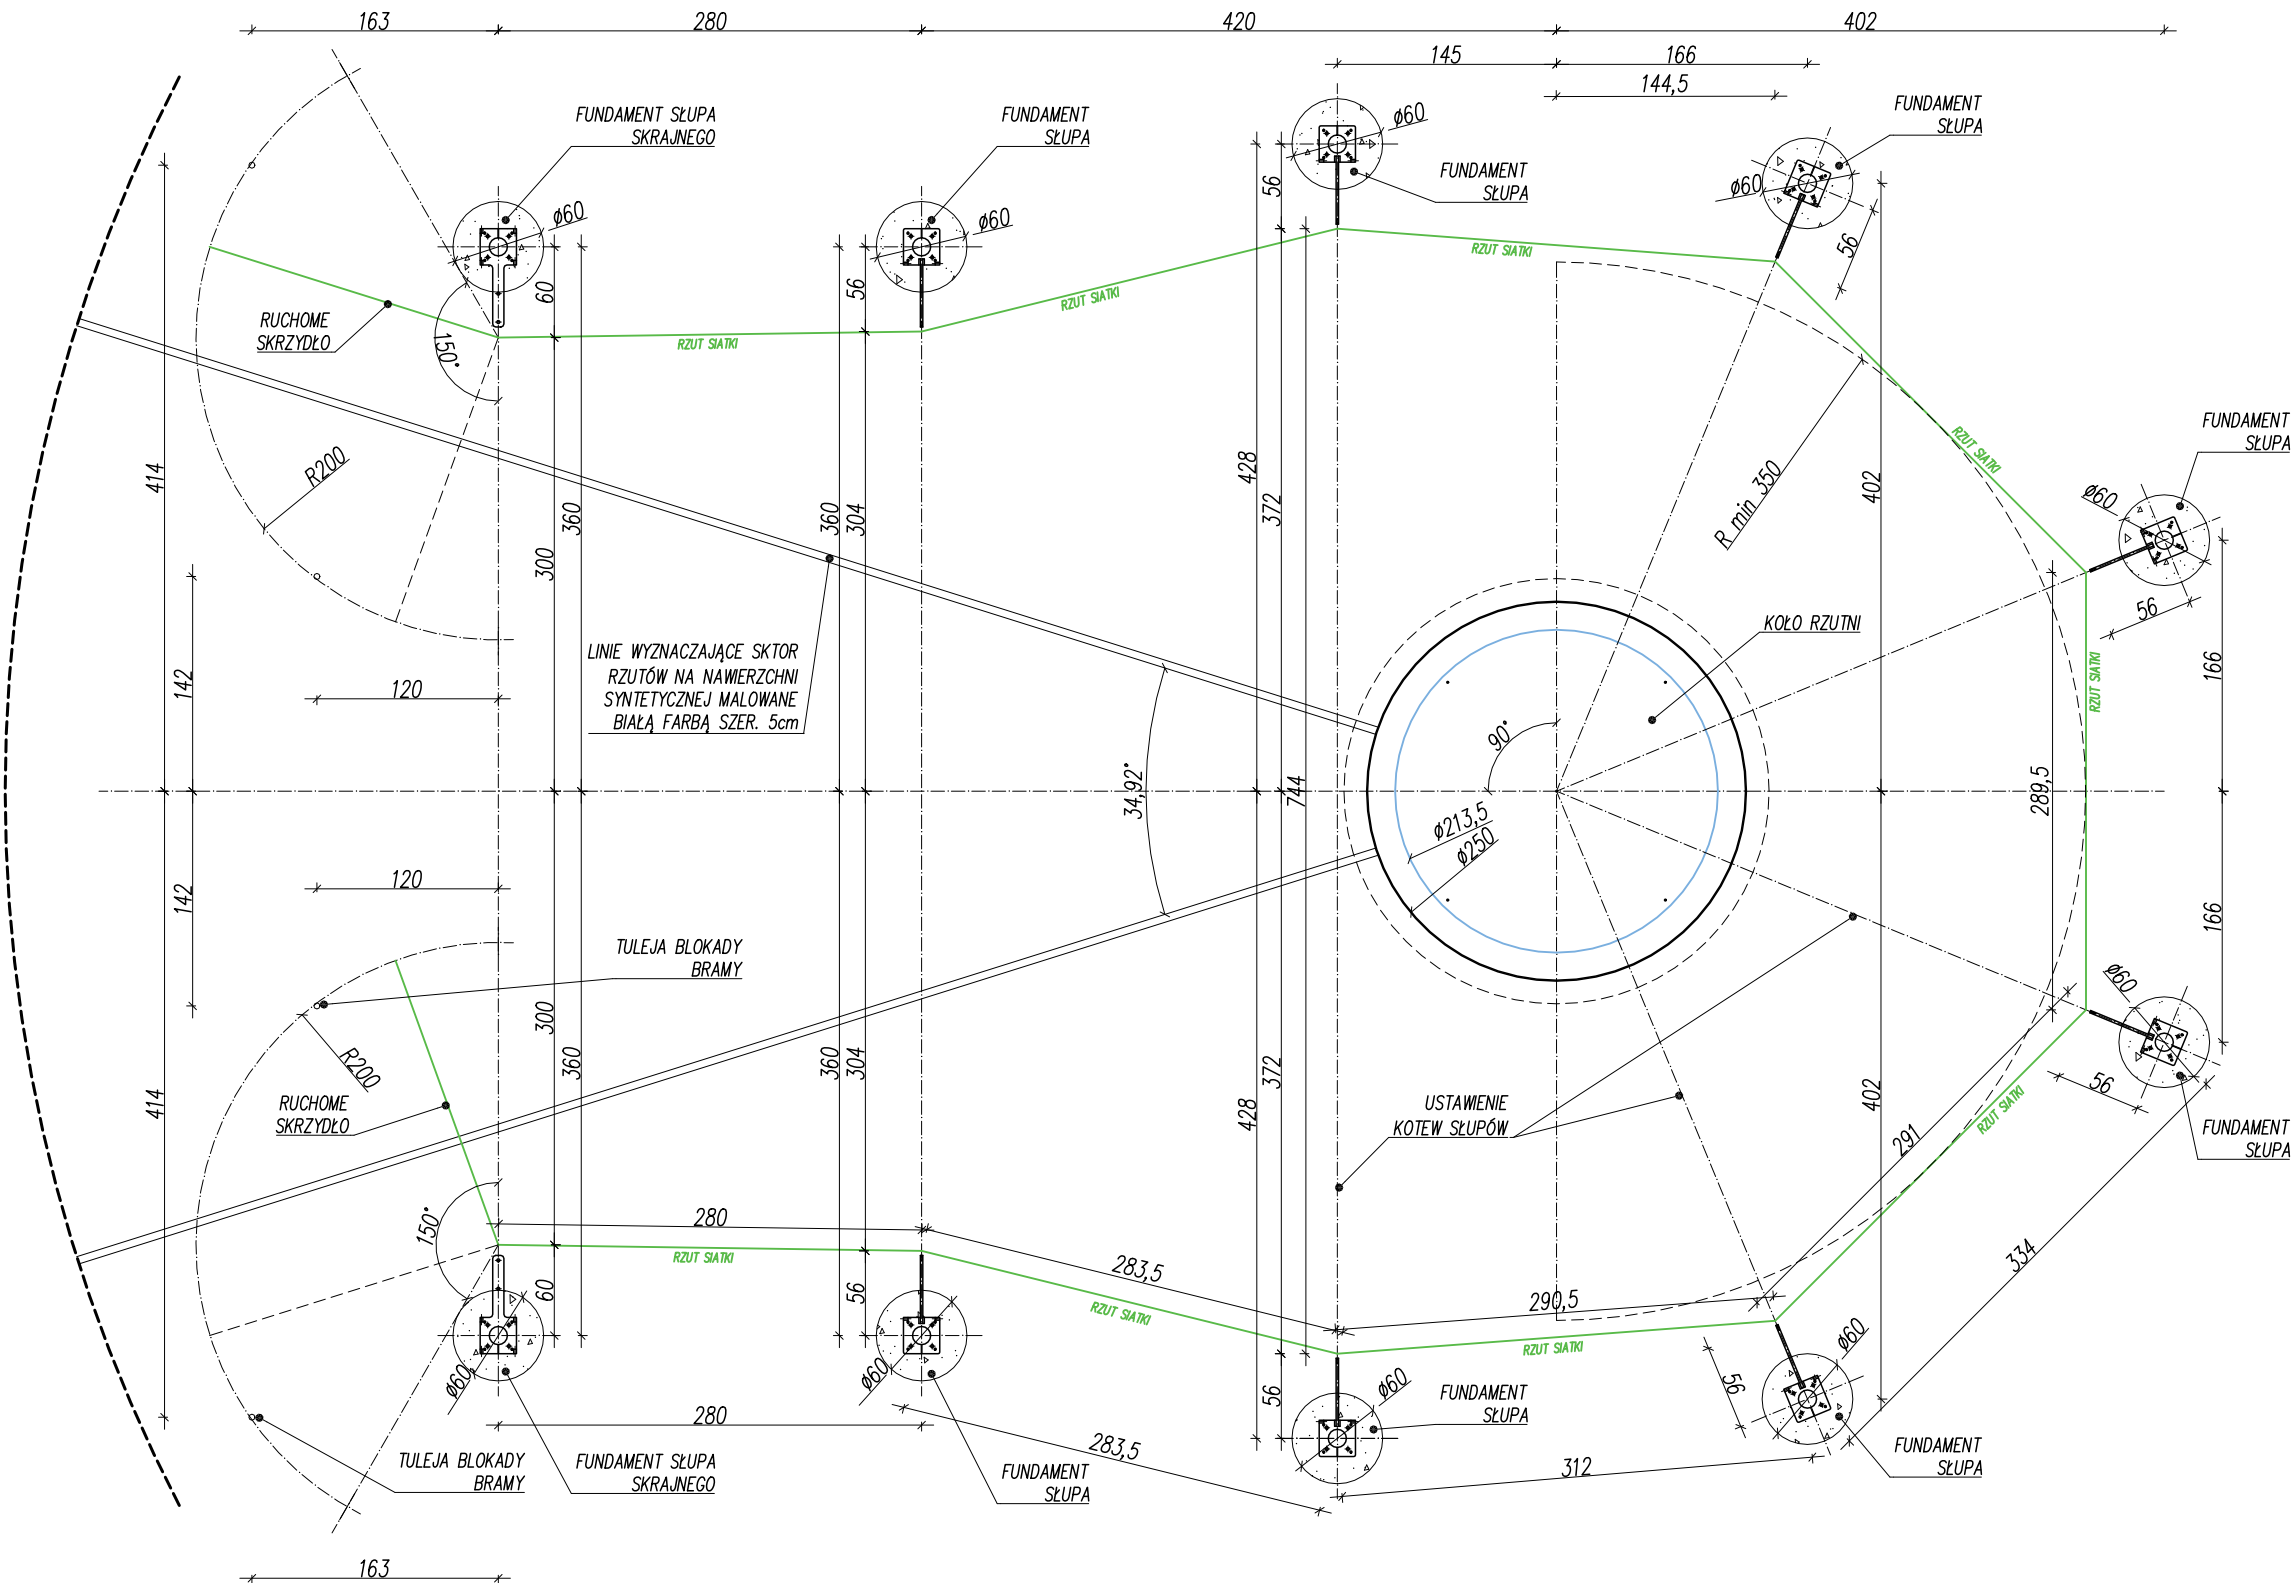 163
280
420
402
145
166
144,5
FUNDAMENT SŁUPA
SKRAJNEGO
FUNDAMENT
SŁUPA
FUNDAMENT
SŁUPA
FUNDAMENT
SŁUPA
ø60
ø60
ø60
ø60
56
56
60
56
RZUT SIATKI
RZUT SIATKI
RZUT SIATKI
RUCHOME
SKRZYDŁO
150°
R200
414
142
120
300
360
360
304
428
372
R min 350
402
RZUT SIATKI
FUNDAMENT
SŁUPA
ø60
56
166
RZUT SIATKI
KOŁO RZUTNI
LINIE WYZNACZAJĄCE SKTOR
RZUTÓW NA NAWIERZCHNI
SYNTETYCZNEJ MALOWANE
BIAŁĄ FARBĄ SZER. 5cm
90°
34,92°
744
289,5
ø213,5
ø250
120
142
166
TULEJA BLOKADY
BRAMY
R200
RUCHOME
SKRZYDŁO
414
300
360
360
304
372
428
402
USTAWIENIE
KOTEW SŁUPÓW
ø60
56
FUNDAMENT
SŁUPA
291
334
RZUT SIATKI
150°
280
RZUT SIATKI
283,5
RZUT SIATKI
290,5
RZUT SIATKI
60
56
56
56
ø60
ø60
ø60
ø60
280
283,5
312
FUNDAMENT
SŁUPA
FUNDAMENT
SŁUPA
FUNDAMENT
SŁUPA
FUNDAMENT SŁUPA
SKRAJNEGO
TULEJA BLOKADY
BRAMY
163